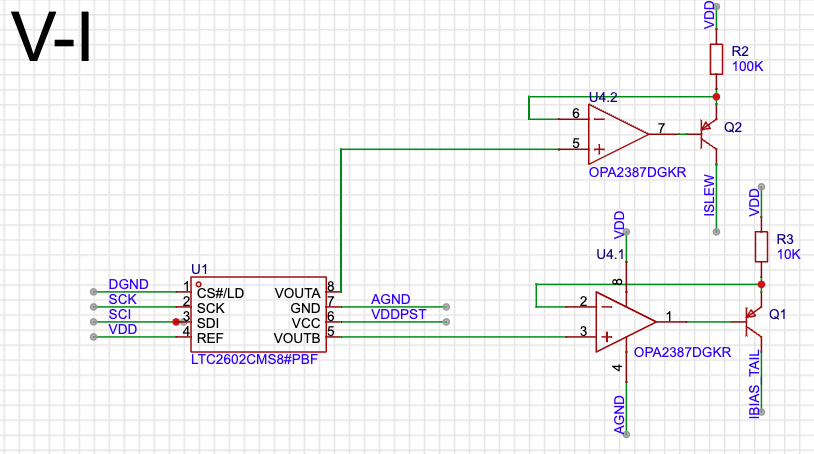 V-I
VDD
R2
100K
U4.2
6
7
5
Q2
OPA2387DGKR
ISLEW
VDD
VDD
R3
10K
U4.1
8
2
1
3
Q1
OPA2387DGKR
4
AGND
IBIAS_TAIL
U1
DGND 1 CS#/LD VOUTA 8
SCK 2 SCK GND 7 AGND
SCI 3 SDI VCC 6 VDDPST
VDD 4 REF VOUTB 5
LTC2602CMS8#PBF